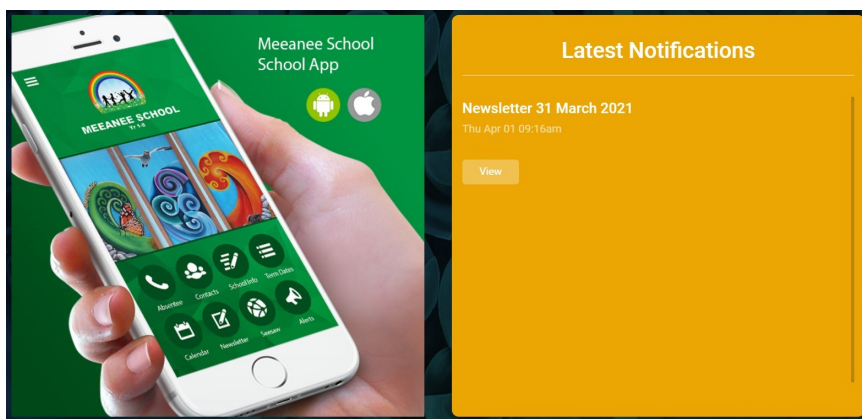 Meeanee School
School App
MEEANEE SCHOOL
Absentee
Contacts
School Info
Term Dates
Calendar
Newsletter
Seesaw
Alerts
Latest Notifications
Newsletter 31 March 2021
Thu Apr 01 09:16am
View